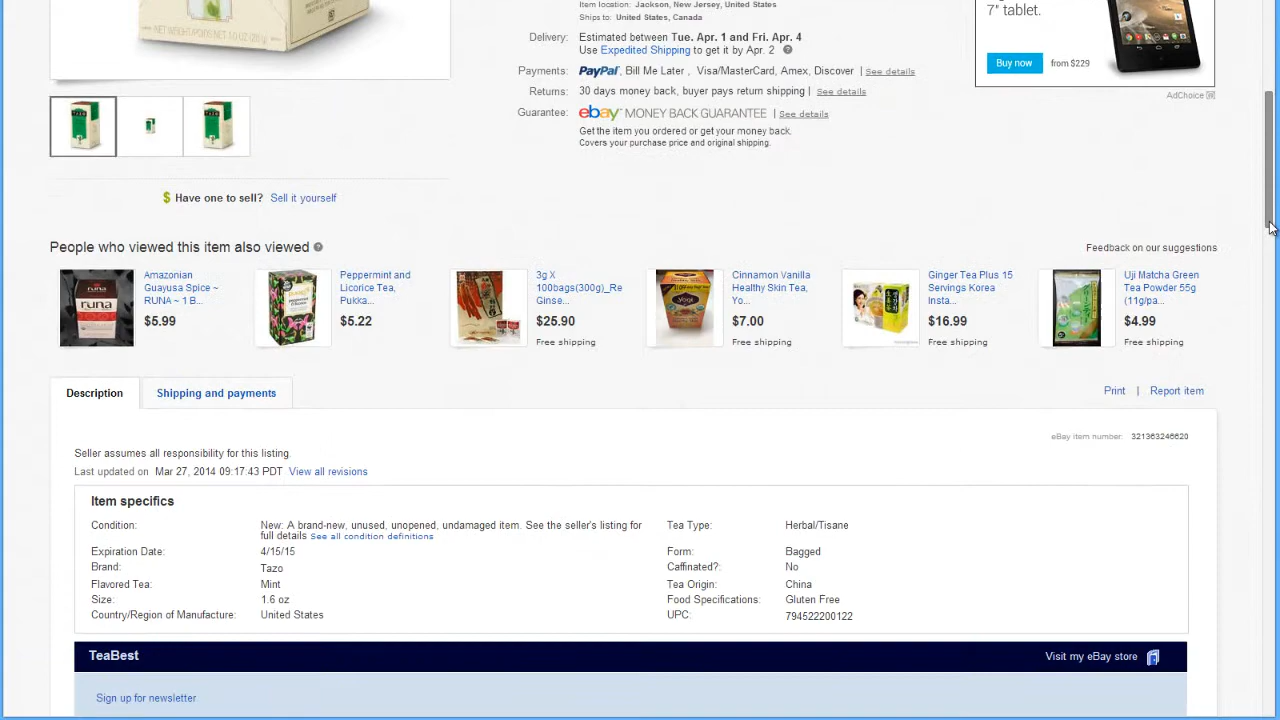 Item location: Jackson, New Jersey, United States
Ships to: United States, Canada
7" tablet.
Buy now from $229
AdChoice
Delivery: Estimated between Tue. Apr. 1 and Fri. Apr. 4
Use Expedited Shipping to get it by Apr. 2
Payments: PayPal, Bill Me Later , Visa/MasterCard, Amex, Discover | See details
Returns: 30 days money back, buyer pays return shipping | See details
Guarantee: ebay MONEY BACK GUARANTEE | See details
Get the item you ordered or get your money back.
Covers your purchase price and original shipping.
$ Have one to sell? Sell it yourself
People who viewed this item also viewed
Feedback on our suggestions
Amazonian
Guayusa Spice ~
RUNA ~ 1 B...
$5.99
Peppermint and
Licorice Tea,
Pukka...
$5.22
3g X
100bags(300g)_Re
Ginse...
$25.90
Free shipping
Cinnamon Vanilla
Healthy Skin Tea,
Yo...
$7.00
Free shipping
Ginger Tea Plus 15
Servings Korea
Insta...
$16.99
Free shipping
Uji Matcha Green
Tea Powder 55g
(11g/pa...
$4.99
Free shipping
Description
Shipping and payments
Print | Report item
eBay item number: 321363246620
Seller assumes all responsibility for this listing.
Last updated on Mar 27, 2014 09:17:43 PDT View all revisions
Item specifics
Condition: New: A brand-new, unused, unopened, undamaged item. See the seller's listing for
full details See all condition definitions
Tea Type: Herbal/Tisane
Expiration Date: 4/15/15
Form: Bagged
Brand: Tazo
Caffinated?: No
Flavored Tea: Mint
Tea Origin: China
Size: 1.6 oz
Food Specifications: Gluten Free
Country/Region of Manufacture: United States
UPC: 794522200122
TeaBest
Visit my eBay store
Sign up for newsletter